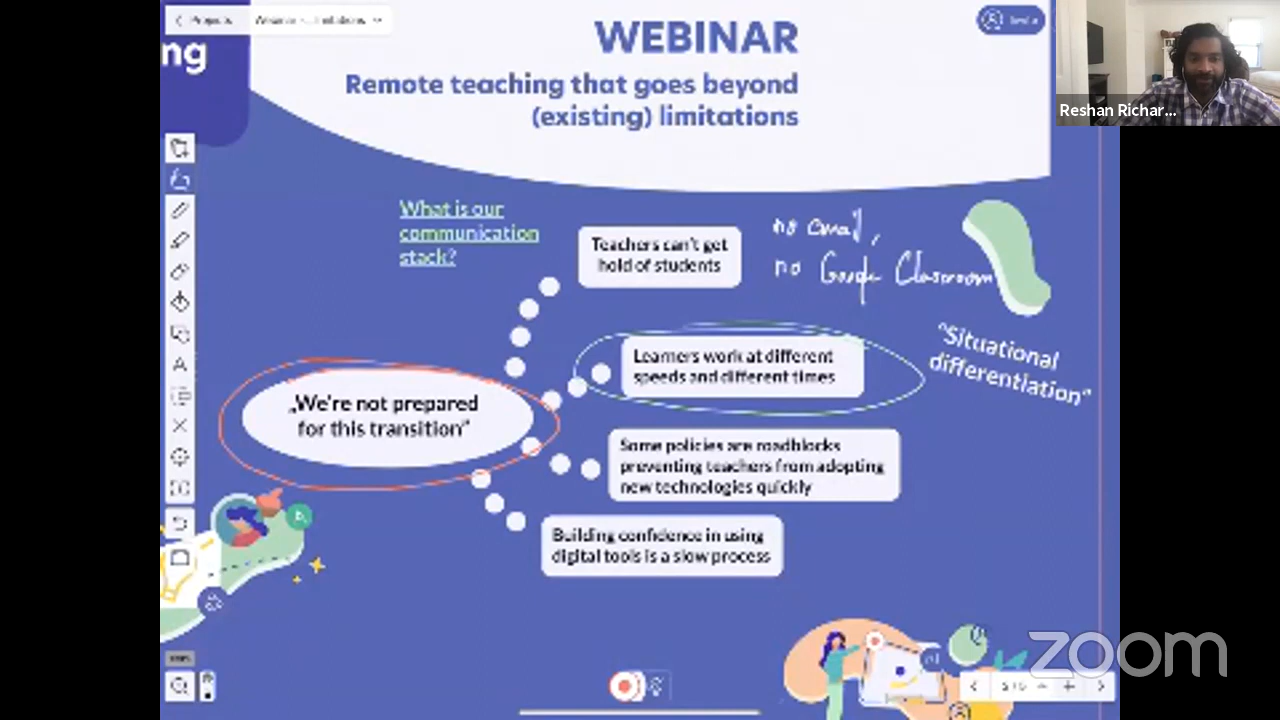 Projects
ng
WEBINAR
Remote teaching that goes beyond
(existing) limitations
Invite
Reshan Richar...
What is our
communication
stack?
Teachers can't get
hold of students
no email,
no Google Classroom
Learners work at different
speeds and different times
"Situational
differentiation"
„We're not prepared
for this transition"
Some policies are roadblocks
preventing teachers from adopting
new technologies quickly
Building confidence in using
digital tools is a slow process
zoom